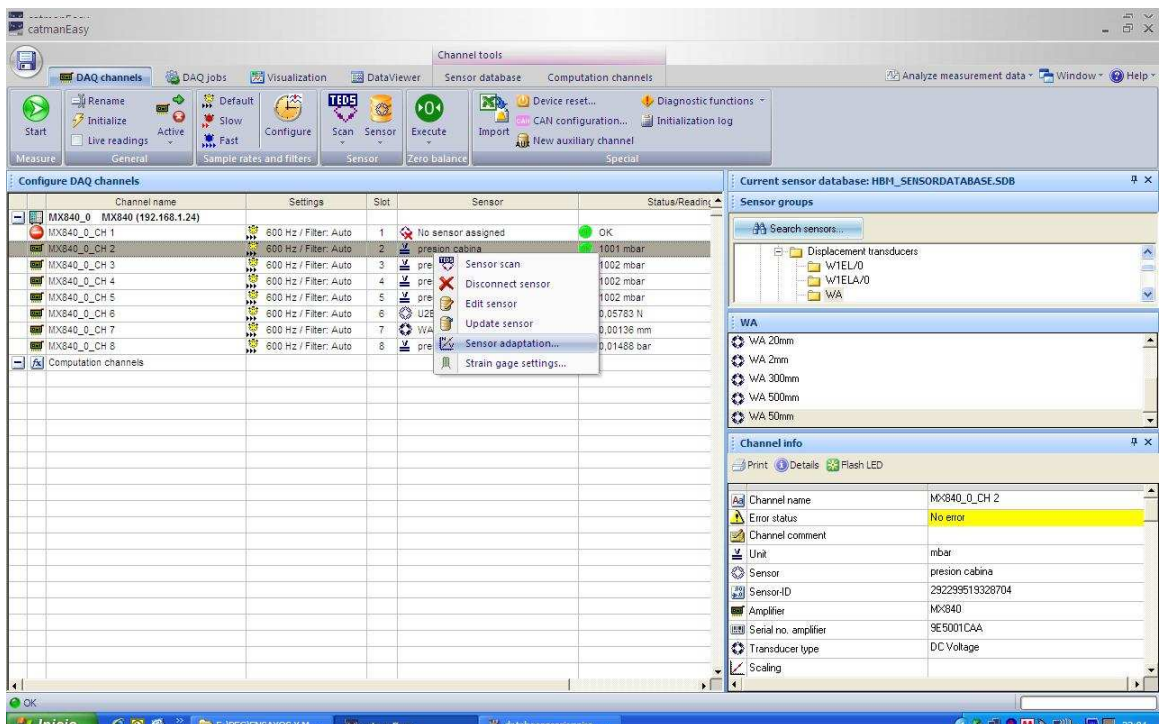 catmanEasy
Channel tools
DAQ channels
DAQ jobs
Visualization
DataViewer
Sensor database
Computation channels
Analyze measurement data
Window
Help
Start
Rename
Initialize
Live readings
Active
Default
Slow
Fast
Configure
TEDS
Scan
Sensor
Execute
Import
Device reset...
CAN configuration...
New auxiliary channel
Diagnostic functions
Initialization log
Measure
General
Sample rates and filters
Sensor
Zero balance
Special
Configure DAQ channels
Channel name Settings Slot Sensor Status/Reading
MX840_0 MX840 (192.168.1.24)
MX840_0_CH 1 600 Hz / Filter: Auto 1 No sensor assigned OK
MX840_0_CH 2 600 Hz / Filter: Auto 2 presion cabina 1001 mbar
MX840_0_CH 3 600 Hz / Filter: Auto 3 pre 1002 mbar
MX840_0_CH 4 600 Hz / Filter: Auto 4 pre 1002 mbar
MX840_0_CH 5 600 Hz / Filter: Auto 5 pre 1002 mbar
MX840_0_CH 6 600 Hz / Filter: Auto 6 0,05783 N
MX840_0_CH 7 600 Hz / Filter: Auto 7 WA 0,00136 mm
MX840_0_CH 8 600 Hz / Filter: Auto 8 pre 0,01488 bar
Computation channels
TEDS Sensor scan
Disconnect sensor
Edit sensor
Update sensor
Sensor adaptation...
Strain gage settings...
Current sensor database: HBM_SENSORDATABASE.SDB
Sensor groups
Search sensors...
Displacement transducers
W1EL/0
W1ELA/0
WA
WA
WA 20mm
WA 2mm
WA 300mm
WA 500mm
WA 50mm
Channel info
Print Details Flash LED
Channel name MX840_0_CH 2
Error status No error
Channel comment
Unit mbar
Sensor presion cabina
Sensor-ID 292299519328704
Amplifier MX840
Serial no. amplifier 9E5001CAA
Transducer type DC Voltage
Scaling
OK